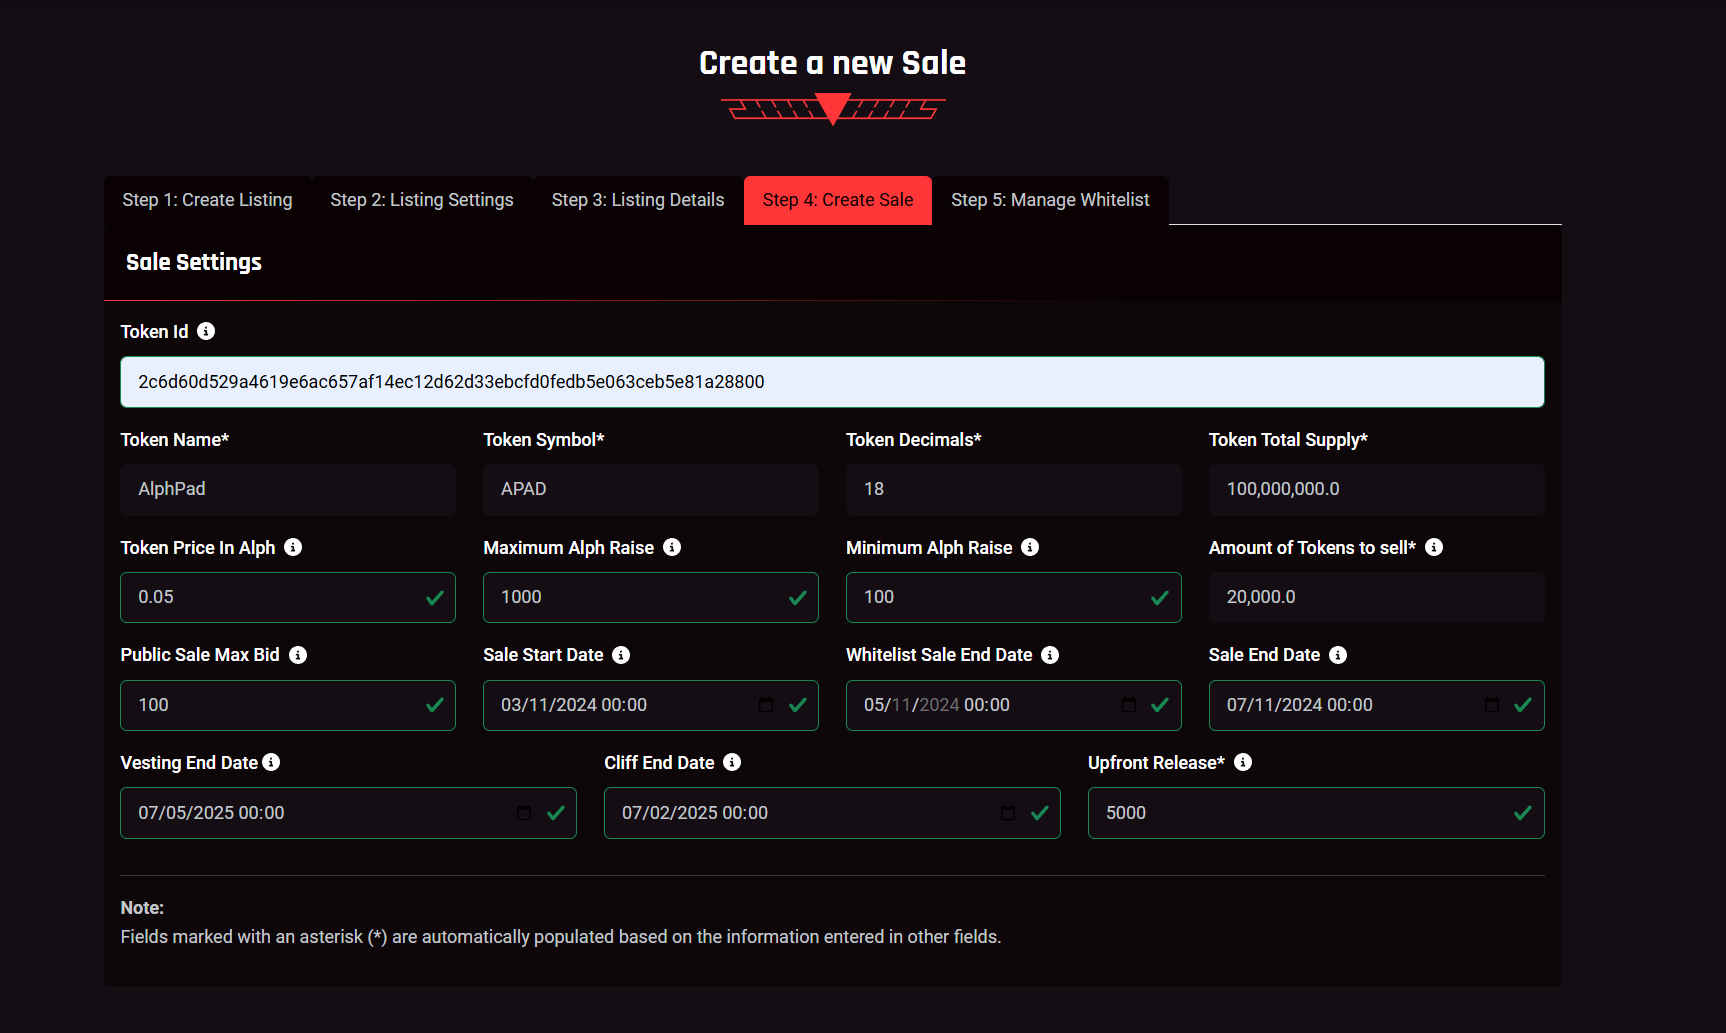 Create a new Sale
Step 1: Create Listing Step 2: Listing Settings Step 3: Listing Details Step 4: Create Sale Step 5: Manage Whitelist
Sale Settings
Token Id
2c6d60d529a4619e6ac657af14ec12d62d33ebcfd0fedb5e063ceb5e81a28800
Token Name* Token Symbol* Token Decimals* Token Total Supply*
AlphPad APAD 18 100,000,000.0
Token Price In Alph Maximum Alph Raise Minimum Alph Raise Amount of Tokens to sell*
0.05 1000 100 20,000.0
Public Sale Max Bid Sale Start Date Whitelist Sale End Date Sale End Date
100 03/11/2024 00:00 05/11/2024 00:00 07/11/2024 00:00
Vesting End Date Cliff End Date Upfront Release*
07/05/2025 00:00 07/02/2025 00:00 5000
Note:
Fields marked with an asterisk (*) are automatically populated based on the information entered in other fields.